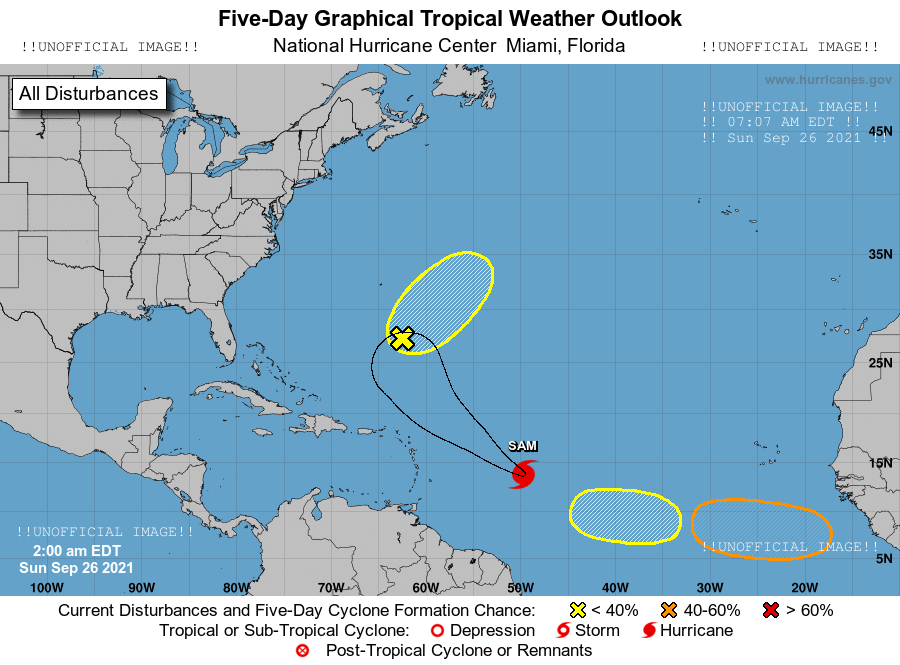 Five-Day Graphical Tropical Weather Outlook
!!UNOFFICIAL IMAGE!! National Hurricane Center Miami, Florida !!UNOFFICIAL IMAGE!!
www.hurricanes.gov
All Disturbances
!!UNOFFICIAL IMAGE!!
!! 07:07 AM EDT !!
!! Sun Sep 26 2021 !!
45N
35N
25N
SAM
15N
!!UNOFFICIAL IMAGE!!
!!UNOFFICIAL IMAGE!!
2:00 am EDT
5N
Sun Sep 26 2021
100W 90W 80W 70W 60W 50W 40W 30W 20W
Current Disturbances and Five-Day Cyclone Formation Chance: < 40% 40-60% > 60%
Tropical or Sub-Tropical Cyclone: Depression Storm Hurricane
Post-Tropical Cyclone or Remnants